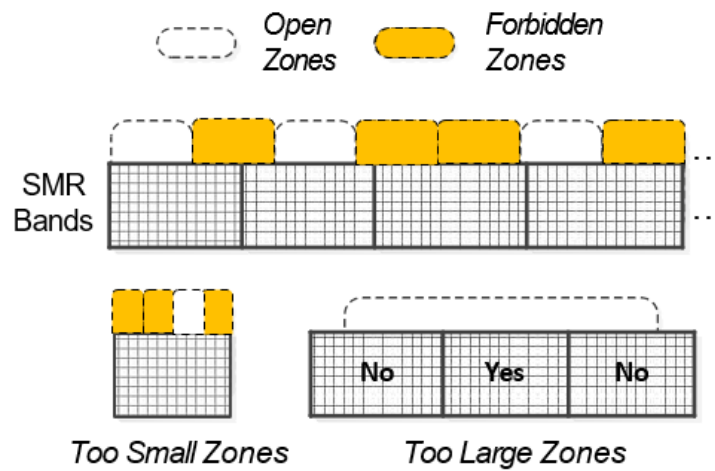 Open
Zones
Forbidden
Zones
SMR
Bands
..
..
No
Yes
No
Too Small Zones
Too Large Zones